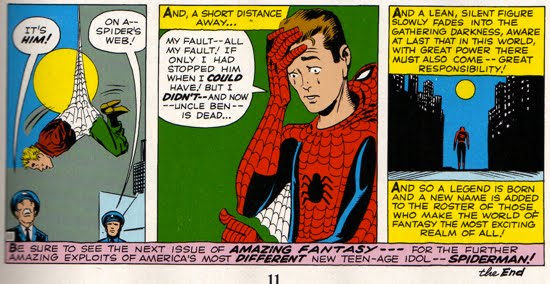 IT'S
HIM!
ON A--
SPIDER'S
WEB!
AND, A SHORT DISTANCE
AWAY...
MY FAULT--ALL
MY FAULT! IF
ONLY I HAD
STOPPED HIM
WHEN I COULD
HAVE! BUT I
DIDN'T--AND NOW
--UNCLE BEN--
IS DEAD...
AND A LEAN, SILENT FIGURE
SLOWLY FADES INTO THE
GATHERING DARKNESS, AWARE
AT LAST THAT IN THIS WORLD,
WITH GREAT POWER THERE
MUST ALSO COME--GREAT
RESPONSIBILITY!
AND SO A LEGEND IS BORN
AND A NEW NAME IS ADDED
TO THE ROSTER OF THOSE
WHO MAKE THE WORLD OF
FANTASY THE MOST EXCITING
REALM OF ALL!
BE SURE TO SEE THE NEXT ISSUE OF AMAZING FANTASY --- FOR THE FURTHER
AMAZING EXPLOITS OF AMERICA'S MOST DIFFERENT NEW TEEN-AGE IDOL -- SPIDERMAN!
the End
11